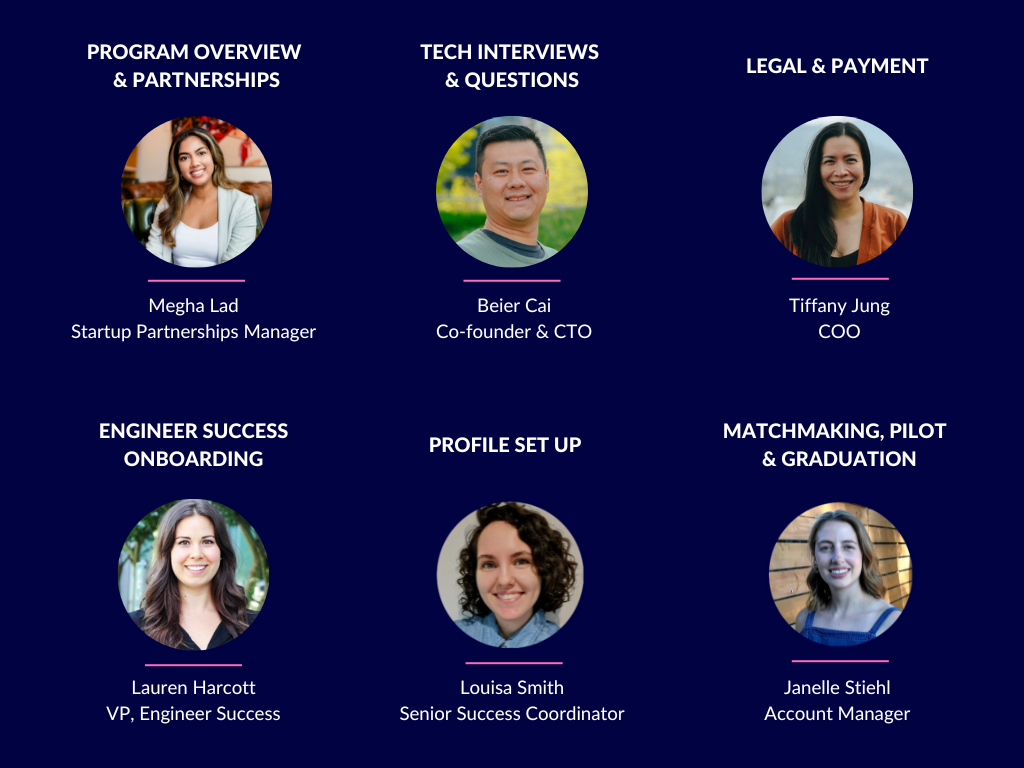 PROGRAM OVERVIEW
& PARTNERSHIPS
Megha Lad
Startup Partnerships Manager
TECH INTERVIEWS
& QUESTIONS
Beier Cai
Co-founder & CTO
LEGAL & PAYMENT
Tiffany Jung
COO
ENGINEER SUCCESS
ONBOARDING
Lauren Harcott
VP, Engineer Success
PROFILE SET UP
Louisa Smith
Senior Success Coordinator
MATCHMAKING, PILOT
& GRADUATION
Janelle Stiehl
Account Manager